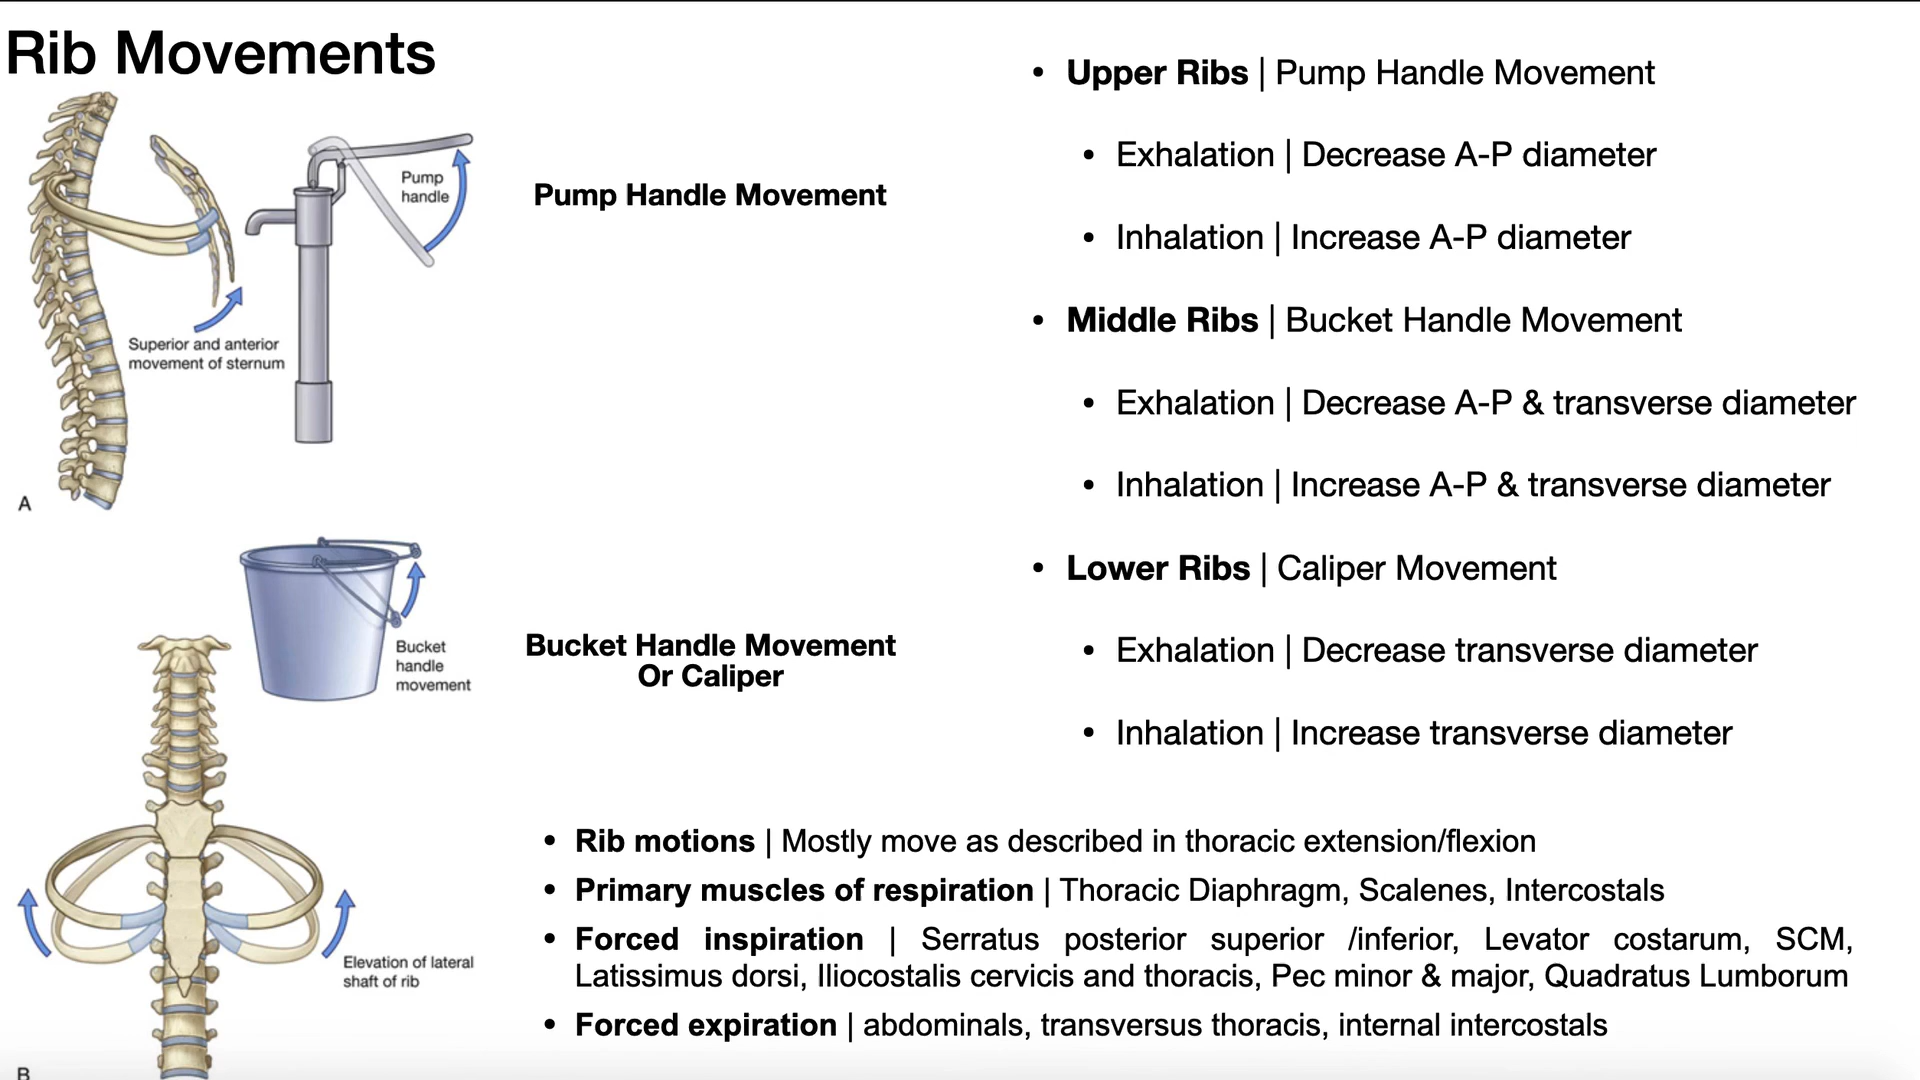 Rib Movements
Pump
handle
Superior and anterior
movement of sternum
A
Pump Handle Movement
Bucket
handle
movement
Elevation of lateral
shaft of rib
B
Bucket Handle Movement
Or Caliper
• Upper Ribs | Pump Handle Movement
• Exhalation | Decrease A-P diameter
• Inhalation | Increase A-P diameter
• Middle Ribs | Bucket Handle Movement
• Exhalation | Decrease A-P & transverse diameter
• Inhalation | Increase A-P & transverse diameter
• Lower Ribs | Caliper Movement
• Exhalation | Decrease transverse diameter
• Inhalation | Increase transverse diameter
• Rib motions | Mostly move as described in thoracic extension/flexion
• Primary muscles of respiration | Thoracic Diaphragm, Scalenes, Intercostals
• Forced inspiration | Serratus posterior superior /inferior, Levator costarum, SCM,
Latissimus dorsi, Iliocostalis cervicis and thoracis, Pec minor & major, Quadratus Lumborum
• Forced expiration | abdominals, transversus thoracis, internal intercostals